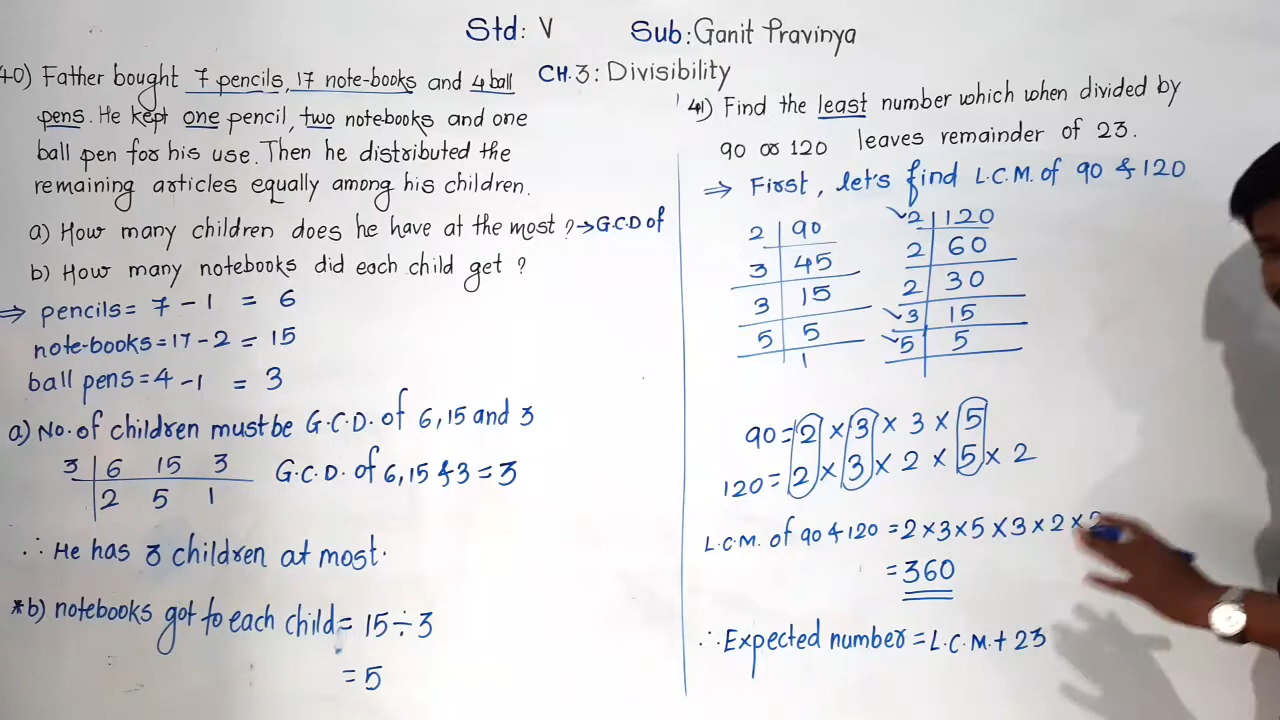 Std: V Sub: Ganit Pravinya
CH.3: Divisibility
40) Father bought 7 pencils, 17 note-books and 4 ball
pens. He kept one pencil, two notebooks and one
ball pen for his use. Then he distributed the
remaining articles equally among his children.
a) How many children does he have at the most? → G.C.D of
b) How many notebooks did each child get?
⇒ pencils = 7 - 1 = 6
note-books = 17 - 2 = 15
ball pens = 4 - 1 = 3
a) No. of children must be G.C.D. of 6, 15 and 3
3 | 6 15 3 G.C.D. of 6, 15 & 3 = 3
2 5 1
∴ He has 3 children at most.
*b) notebooks got to each child = 15 ÷ 3
= 5
41) Find the least number which when divided by
90 or 120 leaves remainder of 23.
⇒ First, let's find L.C.M. of 90 & 120
2 | 90
3 | 45
3 | 15
5 | 5
1
2 | 120
2 | 60
2 | 30
3 | 15
5 | 5
90 = 2 × 3 × 3 × 5
120 = 2 × 3 × 2 × 5 × 2
L.C.M. of 90 & 120 = 2 × 3 × 5 × 3 × 2 × 2
= 360
∴ Expected number = L.C.M. + 23